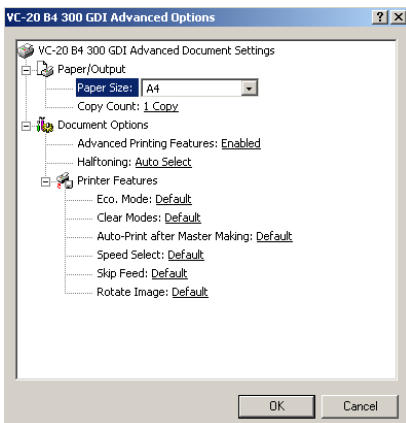 VC-20 B4 300 GDI Advanced Options
VC-20 B4 300 GDI Advanced Document Settings
Paper/Output
Paper Size: A4
Copy Count: 1 Copy
Document Options
Advanced Printing Features: Enabled
Halftoning: Auto Select
Printer Features
Eco. Mode: Default
Clear Modes: Default
Auto-Print after Master Making: Default
Speed Select: Default
Skip Feed: Default
Rotate Image: Default
OK Cancel